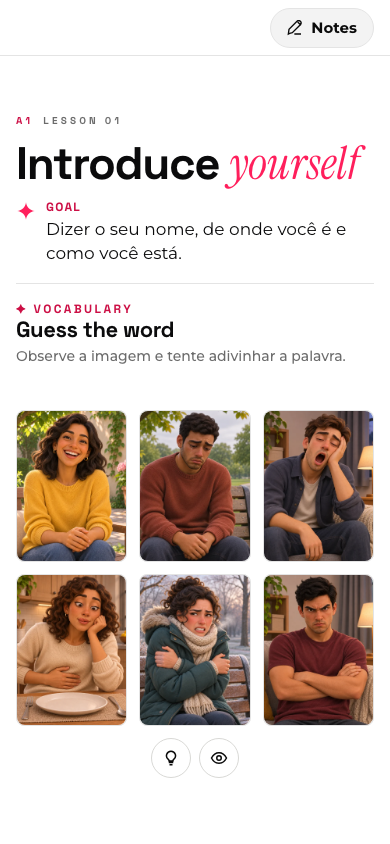 Notes
A1 LESSON 01
Introduce yourself
GOAL
Dizer o seu nome, de onde você é e
como você está.
VOCABULARY
Guess the word
Observe a imagem e tente adivinhar a palavra.